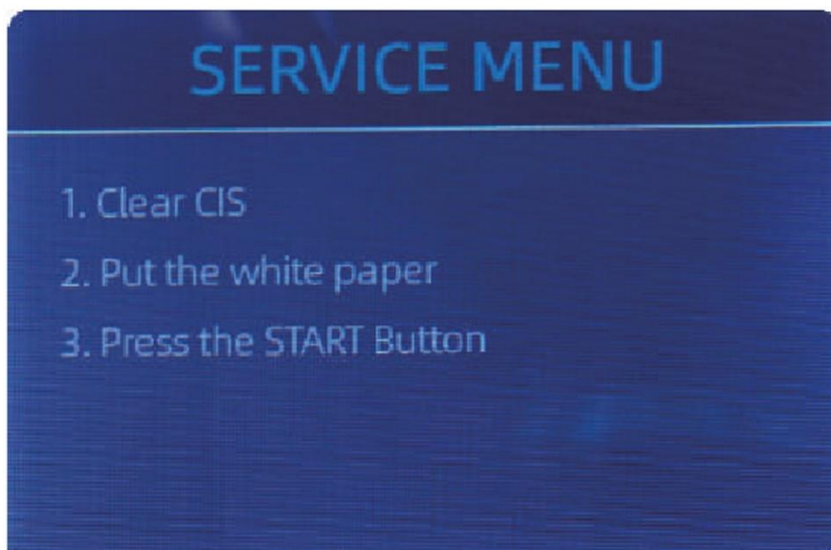 SERVICE MENU
1. Clear CIS
2. Put the white paper
3. Press the START Button